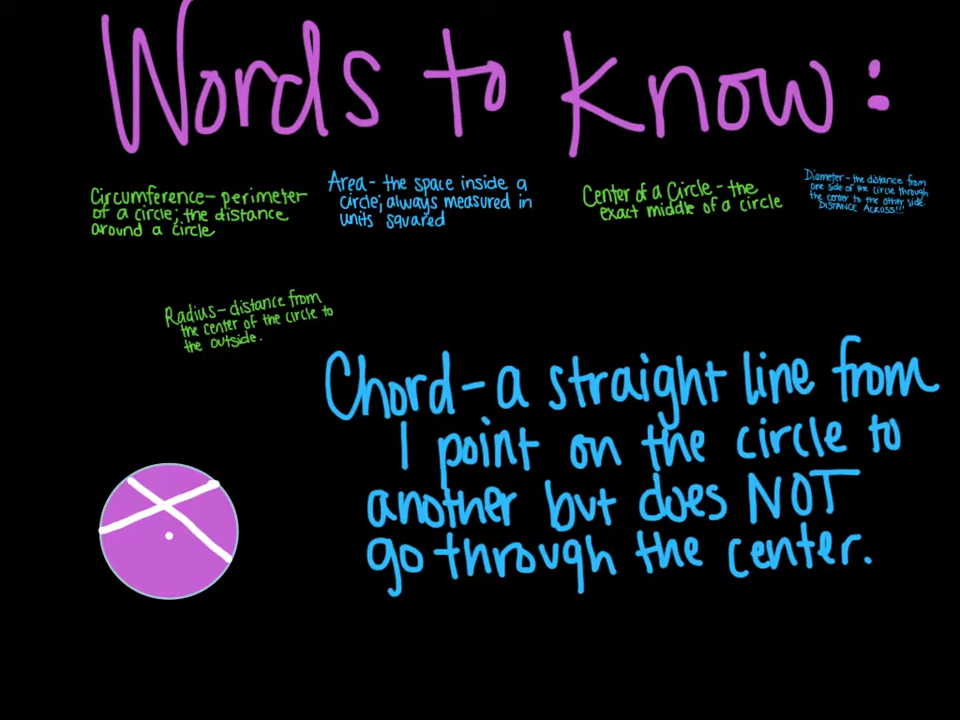 Words to know:
Circumference- perimeter
of a circle; the distance
around a circle
Area- the space inside a
circle; always measured in
units squared
Center of a Circle - the
exact middle of a circle
Diameter- the distance from
one side of the circle through
the center to the other side.
DISTANCE ACROSS!!!
Radius- distance from
the center of the circle to
the outside.
Chord- a straight line from
1 point on the circle to
another but does NOT
go through the center.